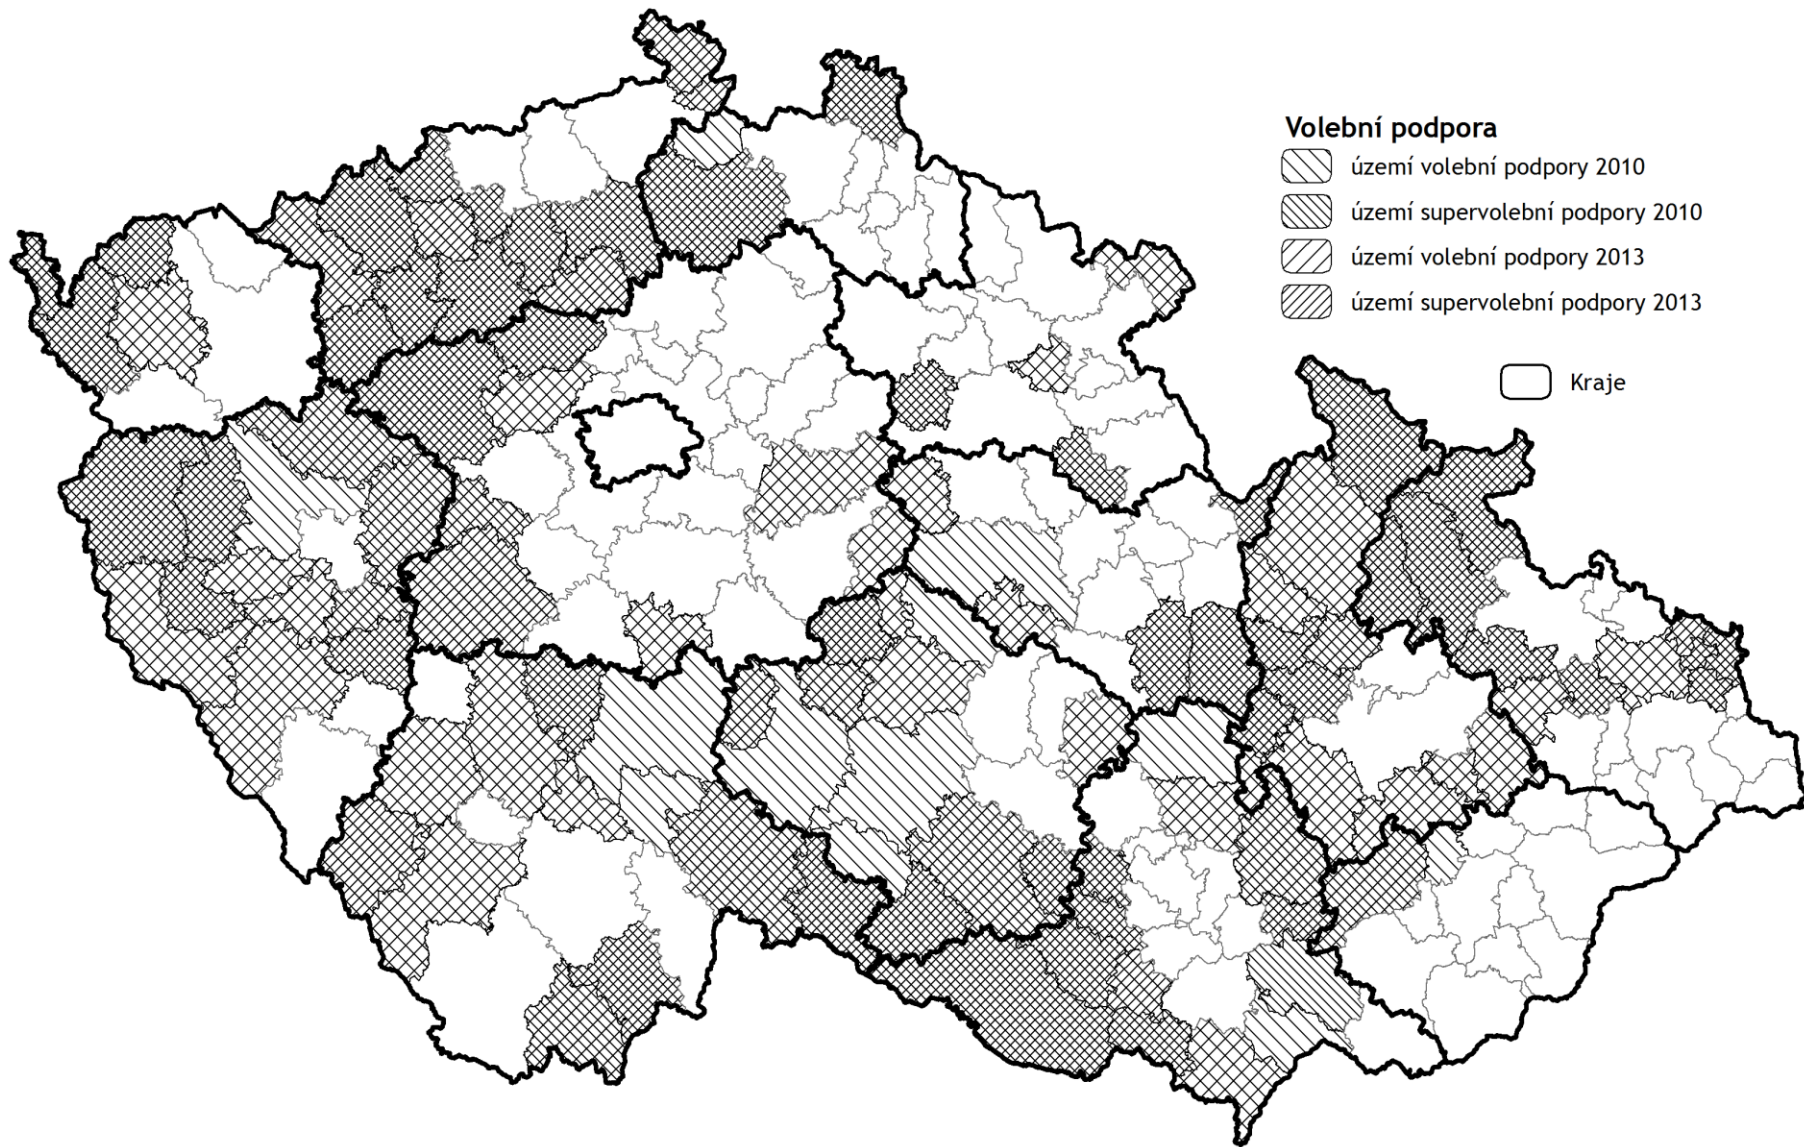 Volební podpora
území volební podpory 2010
území supervolební podpory 2010
území volební podpory 2013
území supervolební podpory 2013
Kraje